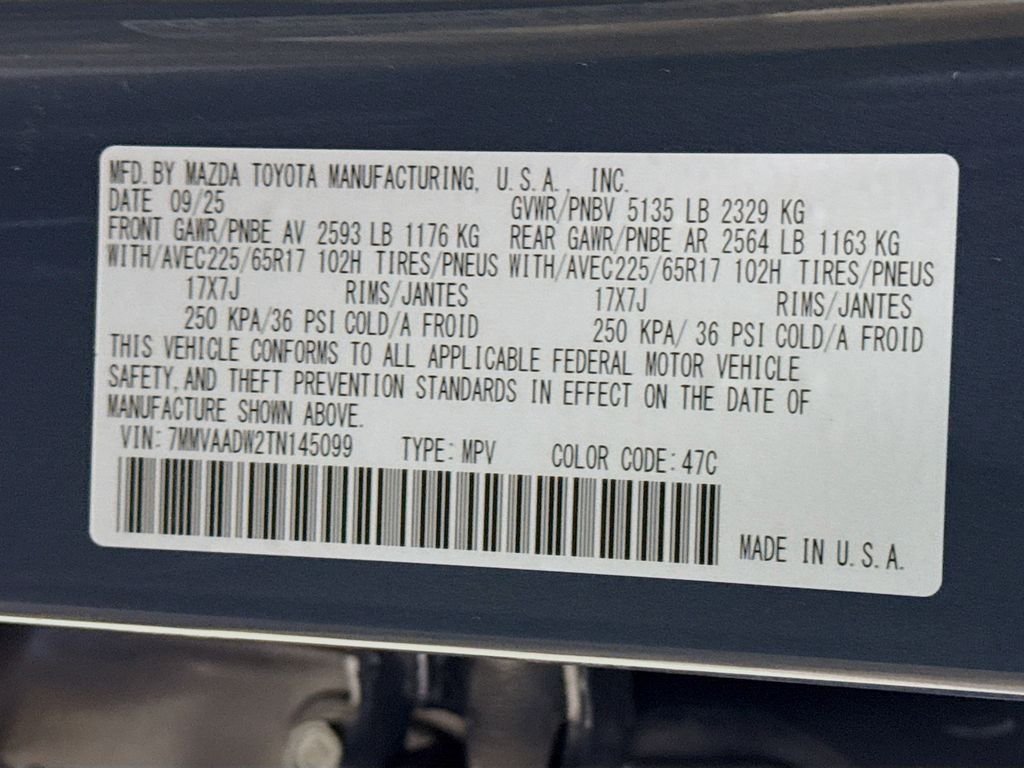 MFD. BY MAZDA TOYOTA MANUFACTURING, U.S.A., INC.
DATE 09/25 GVWR/PNBV 5135 LB 2329 KG
FRONT GAWR/PNBE AV 2593 LB 1176 KG REAR GAWR/PNBE AR 2564 LB 1163 KG
WITH/AVEC225/65R17 102H TIRES/PNEUS WITH/AVEC225/65R17 102H TIRES/PNEUS
17X7J RIMS/JANTES 17X7J RIMS/JANTES
250 KPA/36 PSI COLD/A FROID 250 KPA/ 36 PSI COLD/A FROID
THIS VEHICLE CONFORMS TO ALL APPLICABLE FEDERAL MOTOR VEHICLE
SAFETY, AND THEFT PREVENTION STANDARDS IN EFFECT ON THE DATE OF
MANUFACTURE SHOWN ABOVE.
VIN: 7MMVAADW2TN145099 TYPE: MPV COLOR CODE: 47C
MADE IN U.S.A.